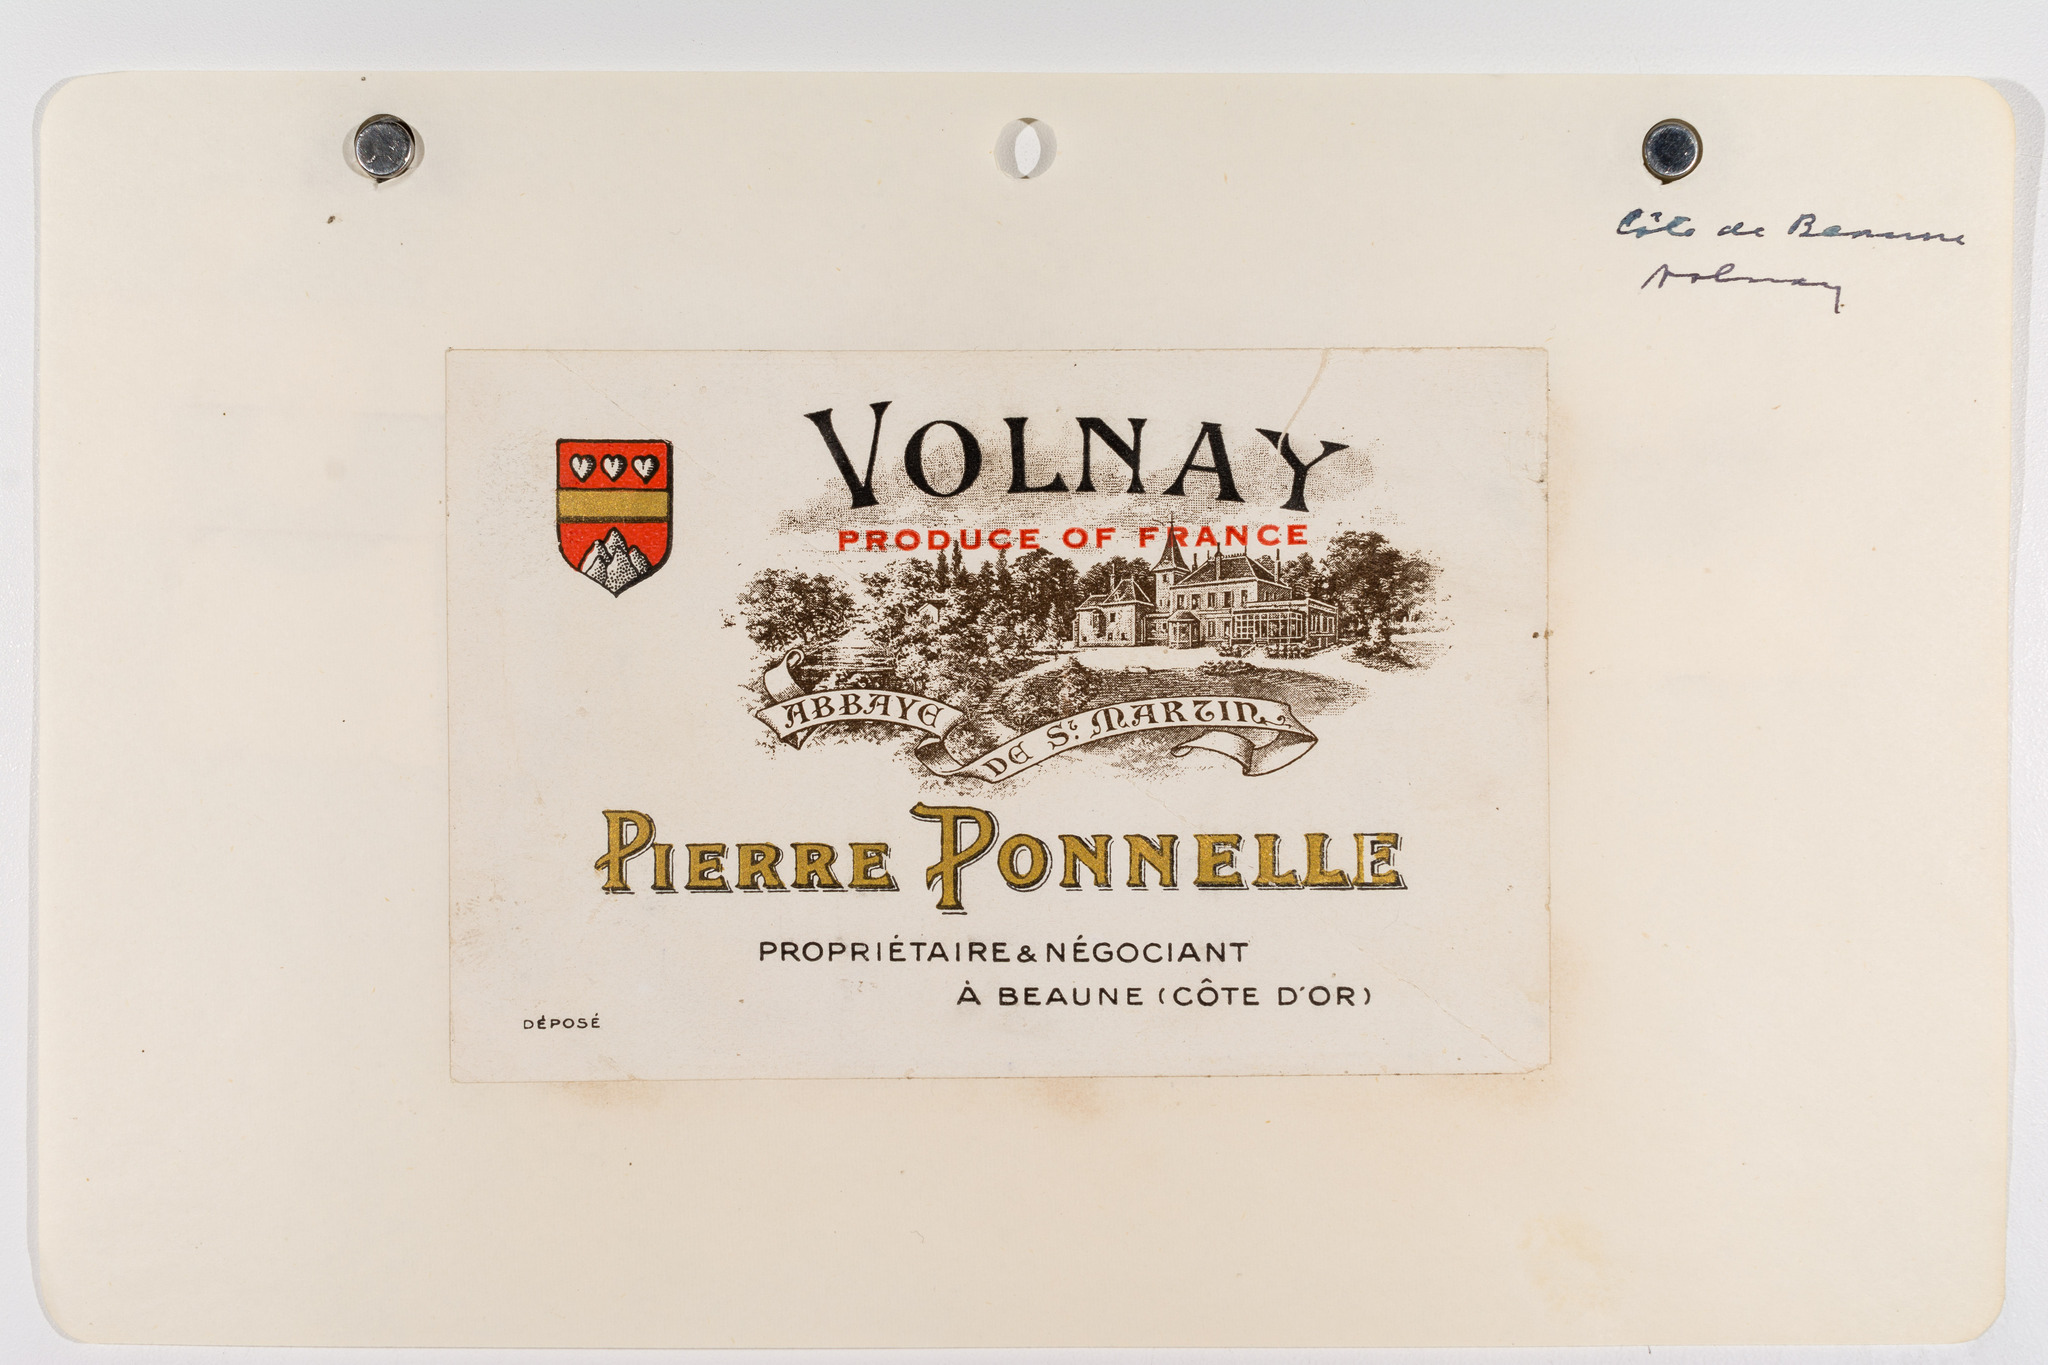 Côte de Beaune
Volnay
VOLNAY
PRODUCE OF FRANCE
ABBAYE DE ST MARTIN
PIERRE PONNELLE
PROPRIÉTAIRE & NÉGOCIANT
À BEAUNE (CÔTE D'OR)
DÉPOSÉ